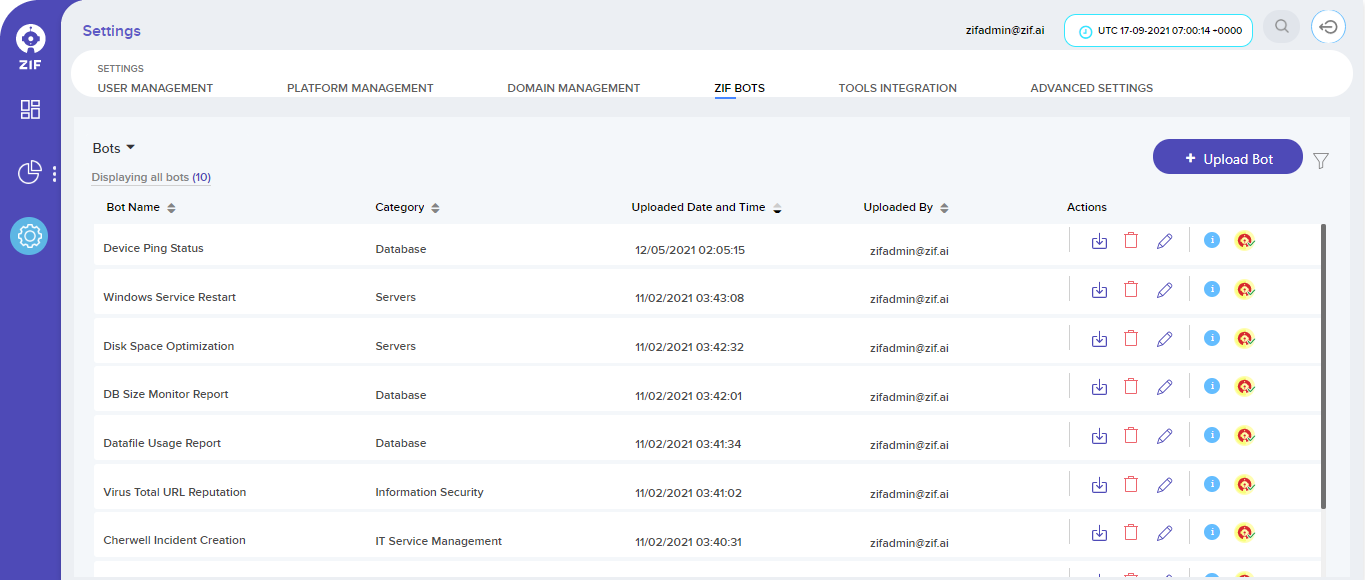 Settings
zifadmin@zif.ai
UTC 17-09-2021 07:00:14 +0000
ZIF
SETTINGS
USER MANAGEMENT PLATFORM MANAGEMENT DOMAIN MANAGEMENT ZIF BOTS TOOLS INTEGRATION ADVANCED SETTINGS
Bots
+ Upload Bot
Displaying all bots (10)
Bot Name Category Uploaded Date and Time Uploaded By Actions
Device Ping Status Database 12/05/2021 02:05:15 zifadmin@zif.ai
Windows Service Restart Servers 11/02/2021 03:43:08 zifadmin@zif.ai
Disk Space Optimization Servers 11/02/2021 03:42:32 zifadmin@zif.ai
DB Size Monitor Report Database 11/02/2021 03:42:01 zifadmin@zif.ai
Datafile Usage Report Database 11/02/2021 03:41:34 zifadmin@zif.ai
Virus Total URL Reputation Information Security 11/02/2021 03:41:02 zifadmin@zif.ai
Cherwell Incident Creation IT Service Management 11/02/2021 03:40:31 zifadmin@zif.ai